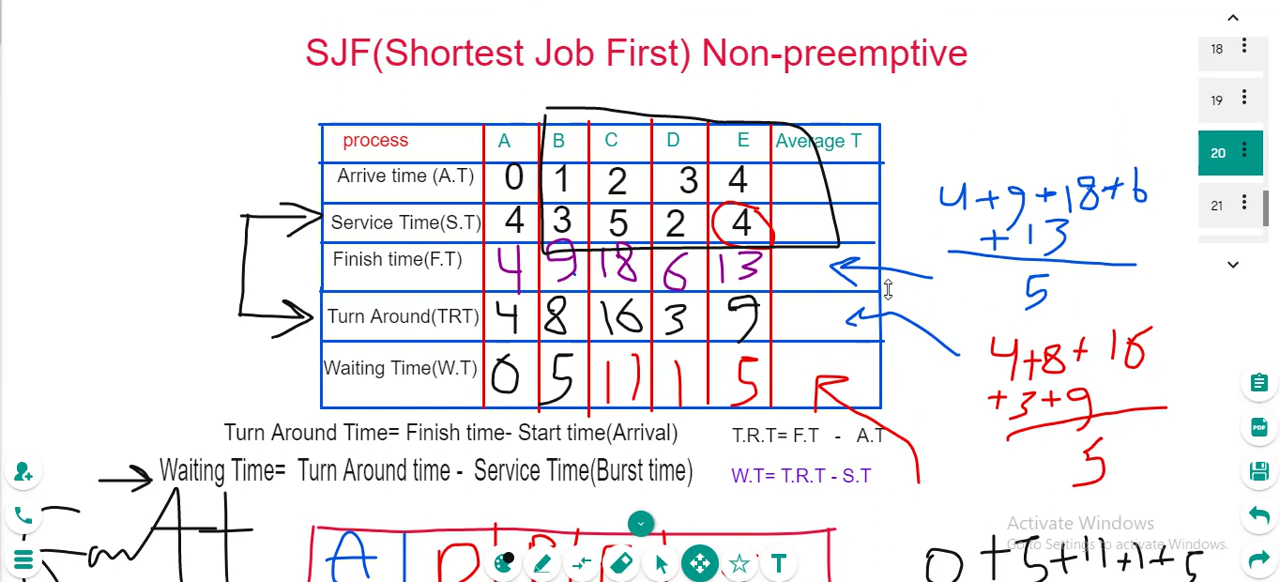 SJF(Shortest Job First) Non-preemptive
process A B C D E Average T
Arrive time (A.T) 0 1 2 3 4
Service Time(S.T) 4 3 5 2 4
Finish time(F.T) 4 9 18 6 13
Turn Around(TRT) 4 8 16 3 9
Waiting Time(W.T) 0 5 11 1 5
4+9+18+6
+13
5
4+8+16
+3+9
5
Turn Around Time= Finish time- Start time(Arrival) T.R.T= F.T - A.T
Waiting Time= Turn Around time - Service Time(Burst time) W.T= T.R.T - S.T
A D
0+5+11+1+5
18
19
20
21
PDF
T
Activate Windows
Go to Settings to activate Windows.